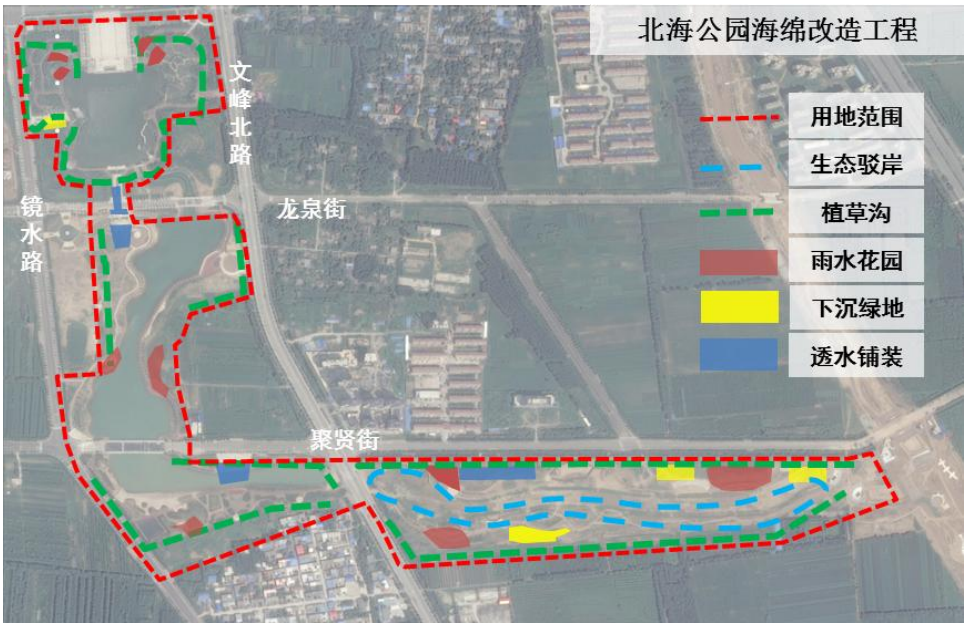 北海公园海绵改造工程
文峰北路
用地范围
生态驳岸
镜水路
龙泉街
植草沟
雨水花园
下沉绿地
透水铺装
聚贤街